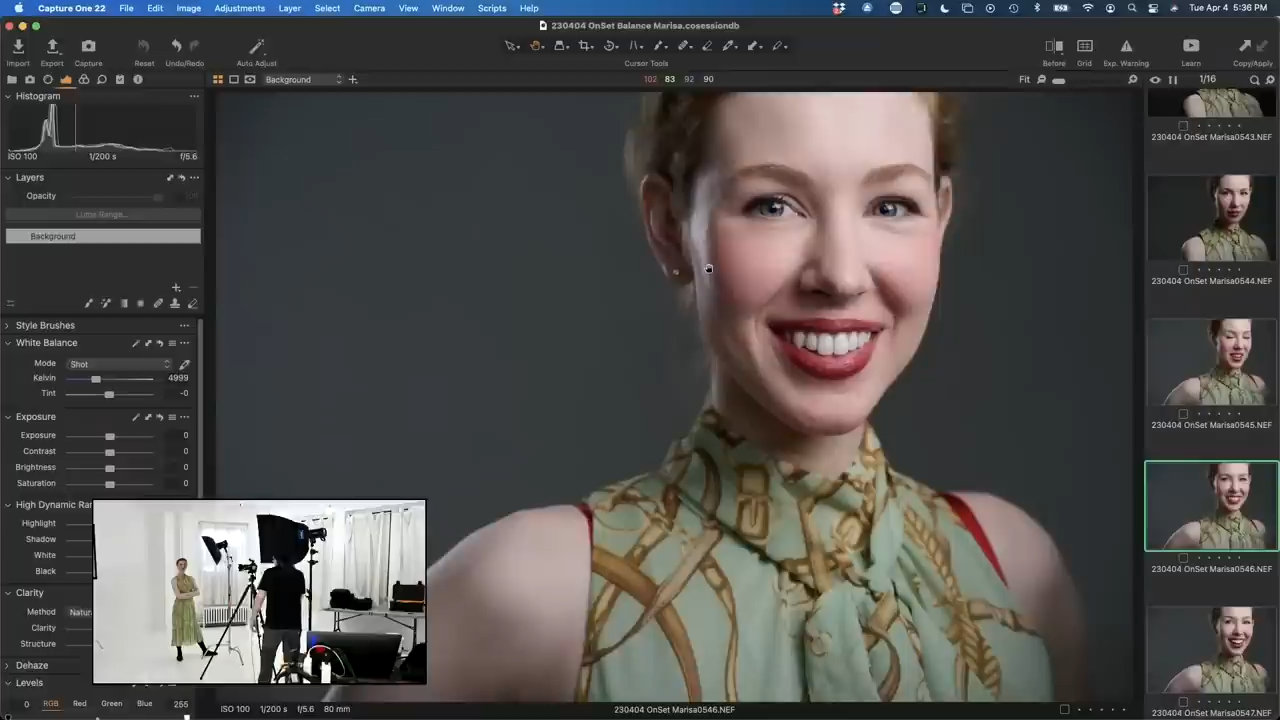 Capture One 22 File Edit Image Adjustments Layer Select Camera View Window Scripts Help Tue Apr 4 5:36 PM
230404 OnSet Balance Marisa.cosessiondb
Import Export Capture Reset Undo/Redo Auto Adjust Cursor Tools Before Grid Exp. Warning Learn Copy/Apply
Background 102 83 92 90 Fit 1/16
Histogram
ISO 100 1/200 s f/5.6
230404 OnSet Marisa0543.NEF
Layers
Opacity
Luma Range...
Background
230404 OnSet Marisa0544.NEF
Style Brushes
White Balance
Mode Shot
Kelvin 4999
Tint -0
Exposure
230404 OnSet Marisa0545.NEF
Exposure 0
Contrast 0
Brightness 0
Saturation 0
High Dynamic Ran
Highlight
Shadow
White
Black
230404 OnSet Marisa0546.NEF
Clarity
Method Natur
Clarity
Structure
Dehaze
Levels
0 RGB Red Green Blue 255
ISO 100 1/200 s f/5.6 80 mm 230404 OnSet Marisa0546.NEF
230404 OnSet Marisa0547.NEF